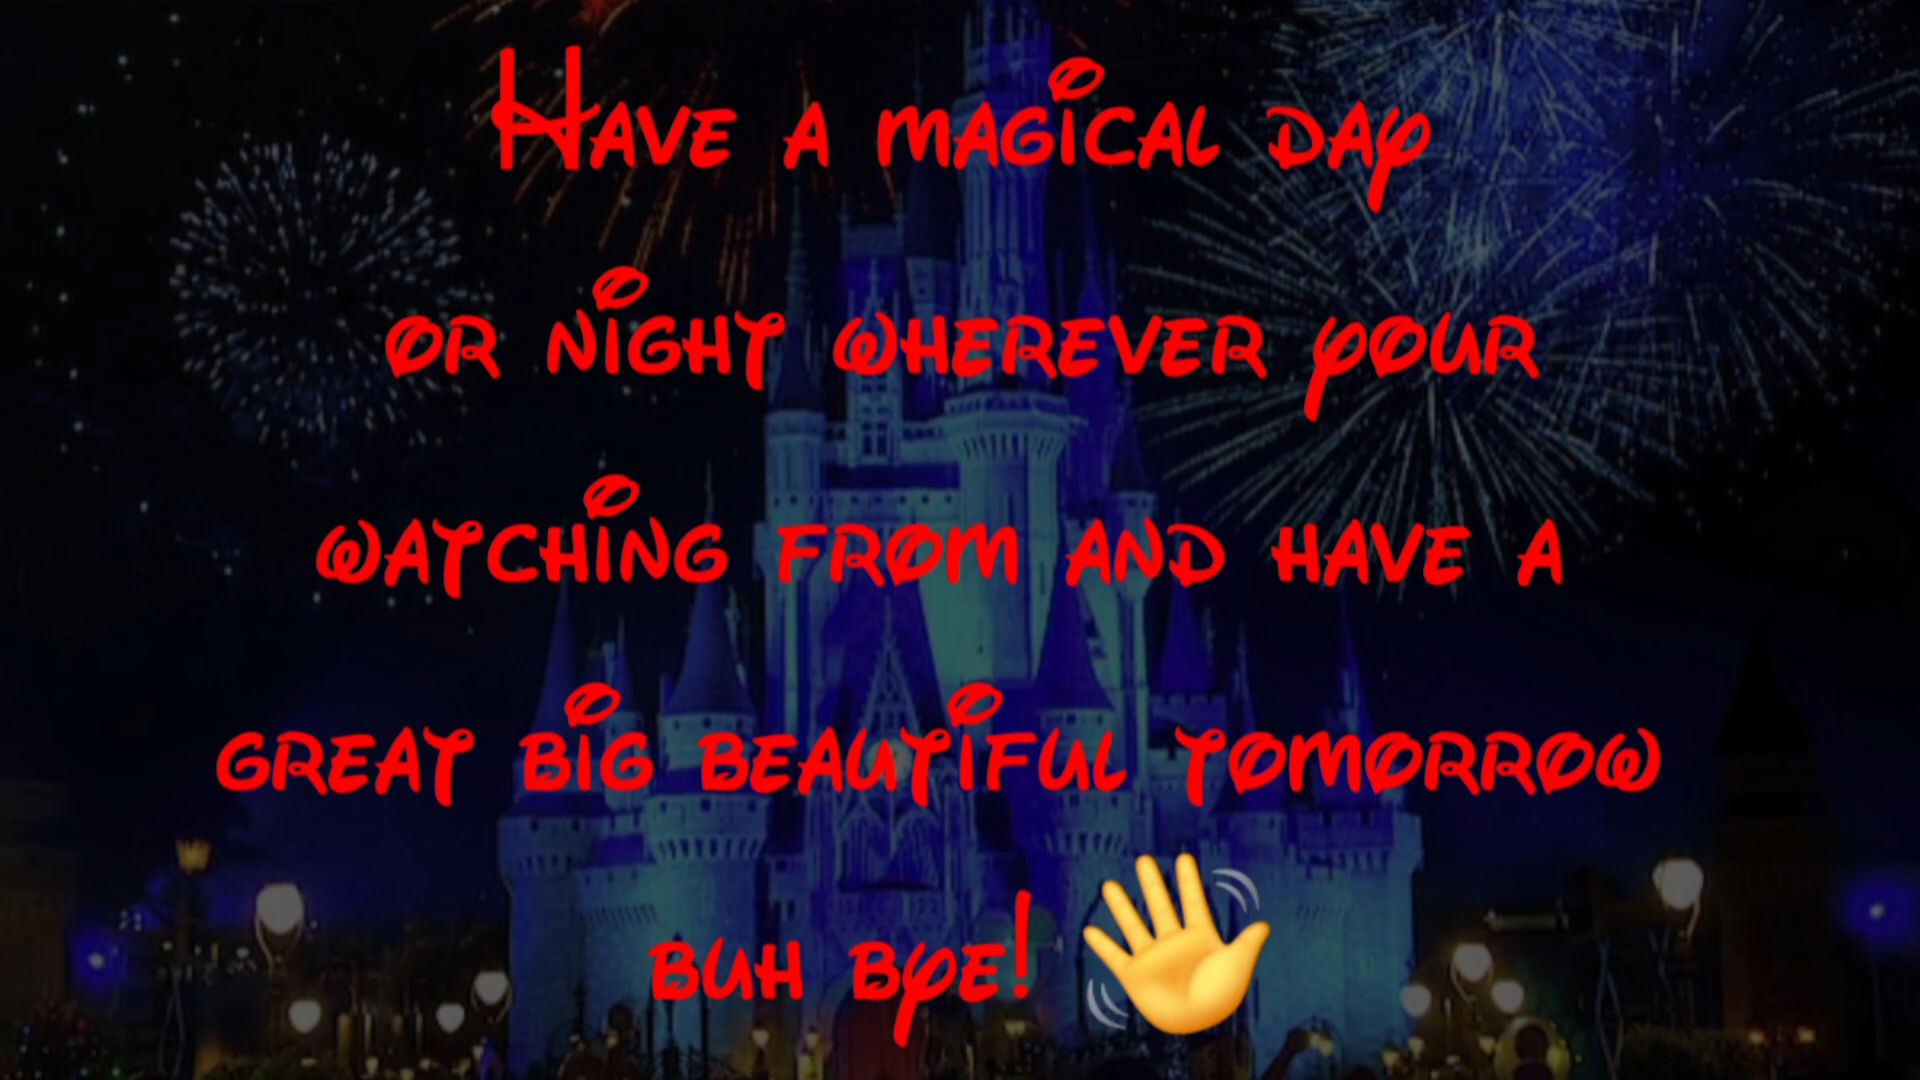 Have a magical day
or night wherever your
watching from and have a
great big beautiful tomorrow
buh bye! 👋